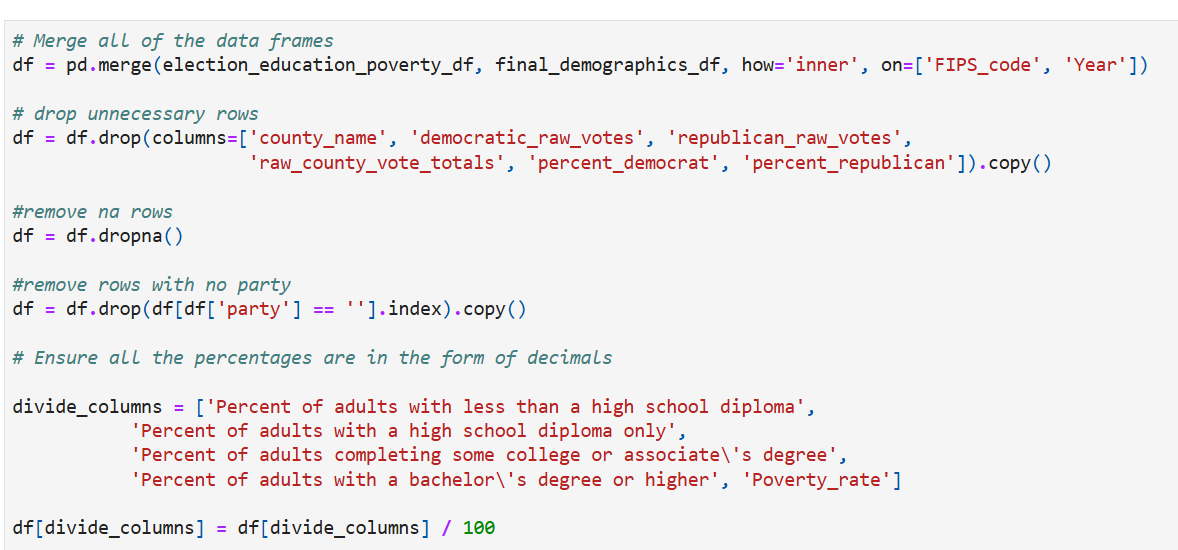 # Merge all of the data frames
df = pd.merge(election_education_poverty_df, final_demographics_df, how='inner', on=['FIPS_code', 'Year'])
# drop unnecessary rows
df = df.drop(columns=['county_name', 'democratic_raw_votes', 'republican_raw_votes',
'raw_county_vote_totals', 'percent_democrat', 'percent_republican']).copy()
#remove na rows
df = df.dropna()
#remove rows with no party
df = df.drop(df[df['party'] == ''].index).copy()
# Ensure all the percentages are in the form of decimals
divide_columns = ['Percent of adults with less than a high school diploma',
'Percent of adults with a high school diploma only',
'Percent of adults completing some college or associate\'s degree',
'Percent of adults with a bachelor\'s degree or higher', 'Poverty_rate']
df[divide_columns] = df[divide_columns] / 100